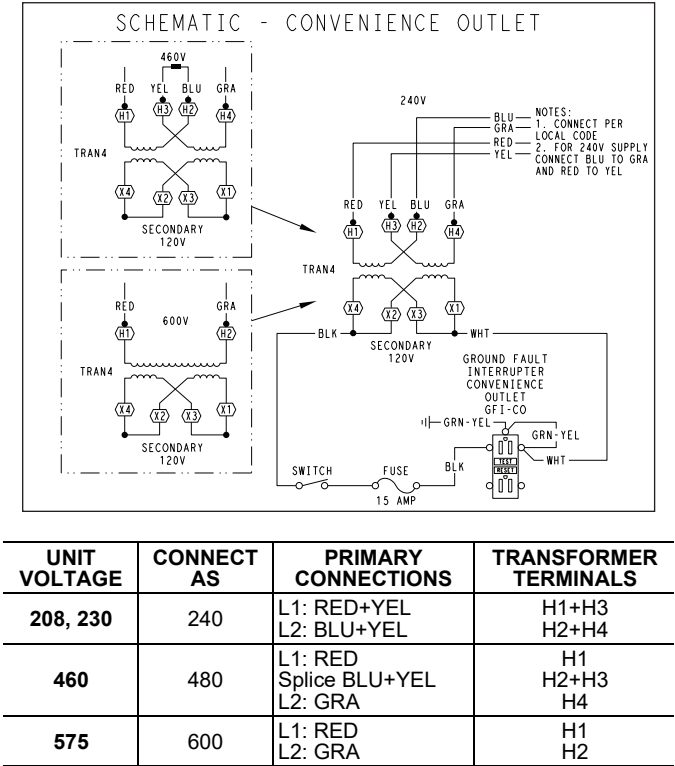 SCHEMATIC - CONVENIENCE OUTLET
460V
RED YEL BLU GRA
H1 H3 H2 H4
TRAN4
X4 X2 X3 X1
SECONDARY
120V
RED GRA
600V
H1 H2
TRAN4
X4 X2 X3 X1
SECONDARY
120V
240V
BLU
GRA
RED
YEL
NOTES:
1. CONNECT PER
LOCAL CODE
2. FOR 240V SUPPLY
CONNECT BLU TO GRA
AND RED TO YEL
RED YEL BLU GRA
H1 H3 H2 H4
TRAN4
X4 X2 X3 X1
BLK WHT
SECONDARY
120V
GROUND FAULT
INTERRUPTER
CONVENIENCE
OUTLET
GFI-CO
GRN-YEL
GRN-YEL
WHT
BLK
TEST
RESET
SWITCH FUSE
15 AMP
UNIT VOLTAGE CONNECT AS PRIMARY CONNECTIONS TRANSFORMER TERMINALS
208, 230 240 L1: RED+YEL H1+H3
L2: BLU+YEL H2+H4
460 480 L1: RED H1
Splice BLU+YEL H2+H3
L2: GRA H4
575 600 L1: RED H1
L2: GRA H2